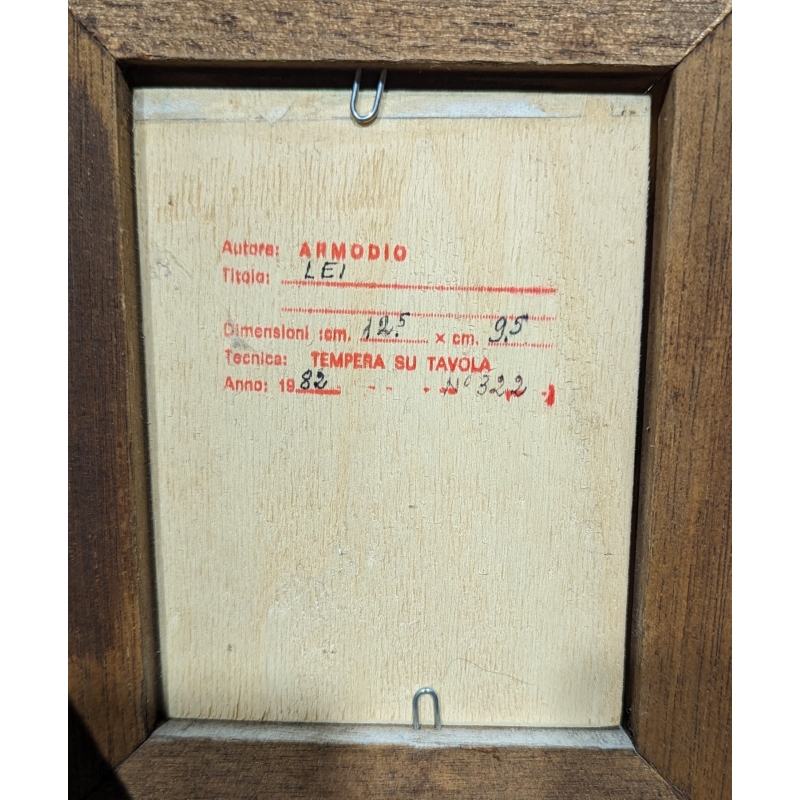 Autore: ARMODIO
Titolo: LEI
Dimensioni :cm. 12.5 x cm. 9.5
Tecnica: TEMPERA SU TAVOLA
Anno: 1982 N° 322